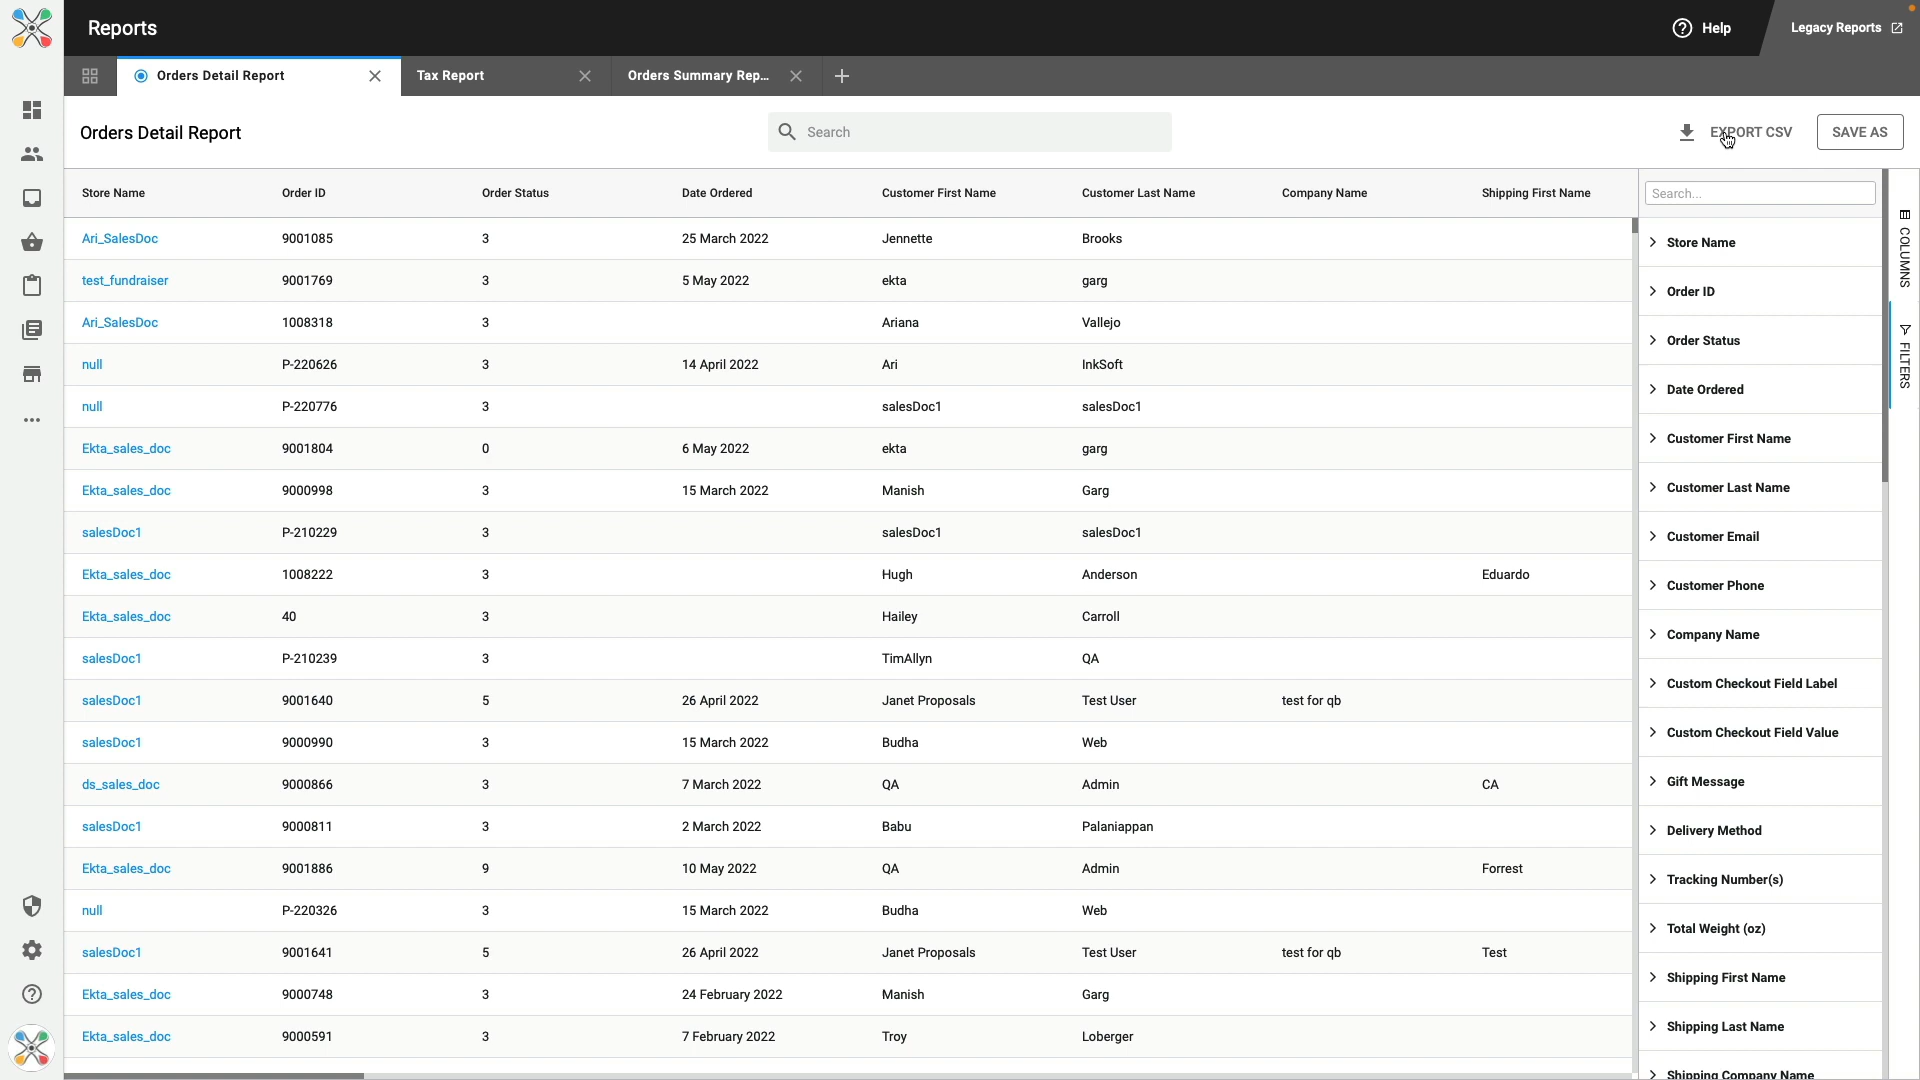 Reports
Help
Legacy Reports
Orders Detail Report
Tax Report
Orders Summary Rep...
Orders Detail Report
Search
EXPORT CSV
SAVE AS
Store Name Order ID Order Status Date Ordered Customer First Name Customer Last Name Company Name Shipping First Name
Ari_SalesDoc 9001085 3 25 March 2022 Jennette Brooks
test_fundraiser 9001769 3 5 May 2022 ekta garg
Ari_SalesDoc 1008318 3 Ariana Vallejo
null P-220626 3 14 April 2022 Ari InkSoft
null P-220776 3 salesDoc1 salesDoc1
Ekta_sales_doc 9001804 0 6 May 2022 ekta garg
Ekta_sales_doc 9000998 3 15 March 2022 Manish Garg
salesDoc1 P-210229 3 salesDoc1 salesDoc1
Ekta_sales_doc 1008222 3 Hugh Anderson Eduardo
Ekta_sales_doc 40 3 Hailey Carroll
salesDoc1 P-210239 3 TimAllyn QA
salesDoc1 9001640 5 26 April 2022 Janet Proposals Test User test for qb
salesDoc1 9000990 3 15 March 2022 Budha Web
ds_sales_doc 9000866 3 7 March 2022 QA Admin CA
salesDoc1 9000811 3 2 March 2022 Babu Palaniappan
Ekta_sales_doc 9001886 9 10 May 2022 QA Admin Forrest
null P-220326 3 15 March 2022 Budha Web
salesDoc1 9001641 5 26 April 2022 Janet Proposals Test User test for qb Test
Ekta_sales_doc 9000748 3 24 February 2022 Manish Garg
Ekta_sales_doc 9000591 3 7 February 2022 Troy Loberger
Search...
Store Name
Order ID
Order Status
Date Ordered
Customer First Name
Customer Last Name
Customer Email
Customer Phone
Company Name
Custom Checkout Field Label
Custom Checkout Field Value
Gift Message
Delivery Method
Tracking Number(s)
Total Weight (oz)
Shipping First Name
Shipping Last Name
Shipping Company Name
COLUMNS
FILTERS